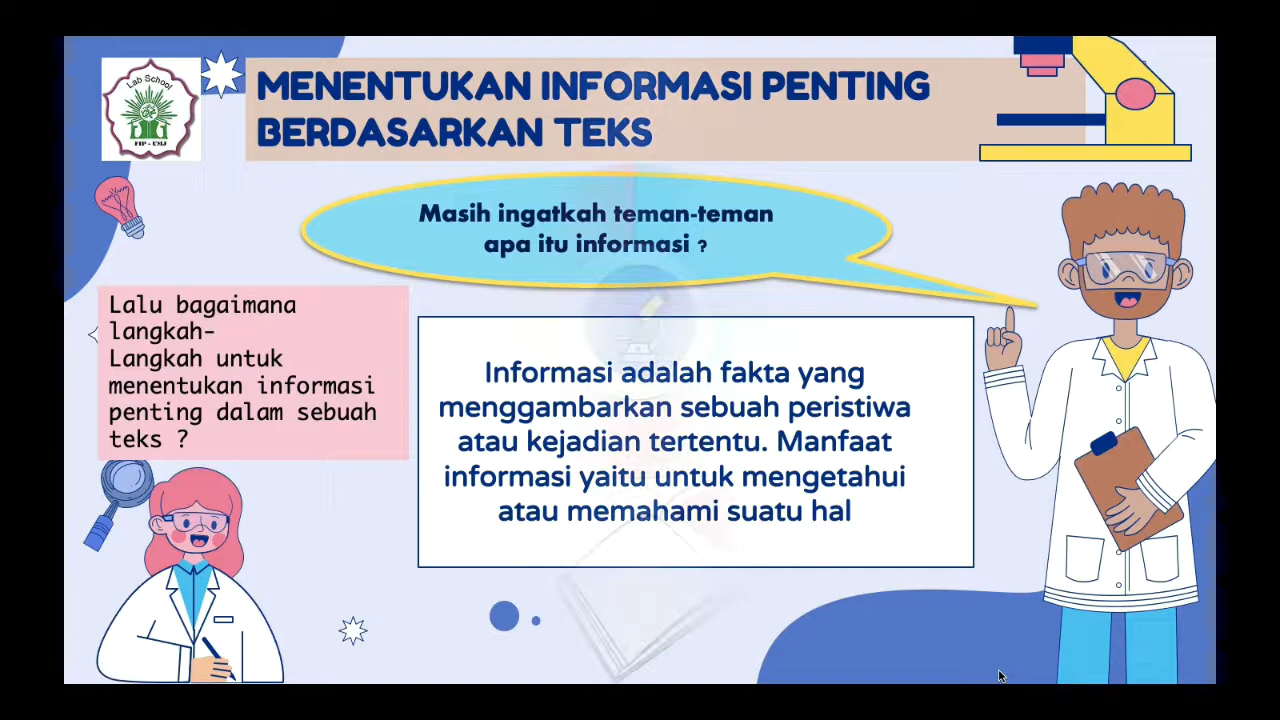 Lab School
FIP - UMJ
MENENTUKAN INFORMASI PENTING
BERDASARKAN TEKS
Masih ingatkah teman-teman
apa itu informasi ?
Lalu bagaimana
langkah-
Langkah untuk
menentukan informasi
penting dalam sebuah
teks ?
Informasi adalah fakta yang
menggambarkan sebuah peristiwa
atau kejadian tertentu. Manfaat
informasi yaitu untuk mengetahui
atau memahami suatu hal